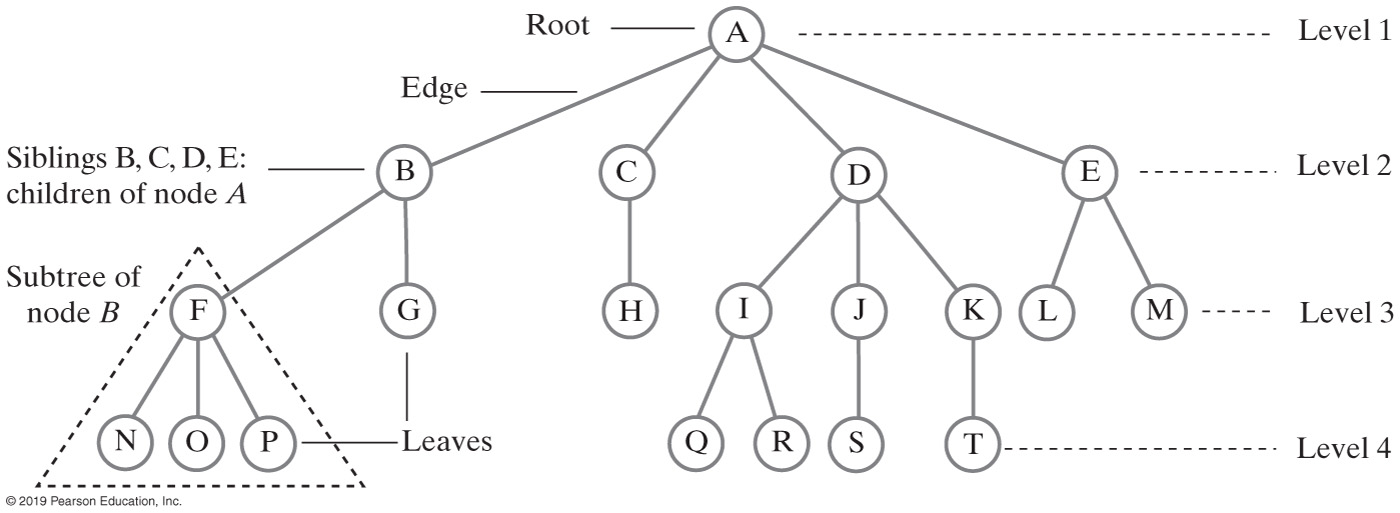 Root
A
Level 1
Edge
Siblings B, C, D, E:
children of node A
B
C
D
E
Level 2
Subtree of
node B
F
G
H
I
J
K
L
M
Level 3
N
O
P
Leaves
Q
R
S
T
Level 4
© 2019 Pearson Education, Inc.